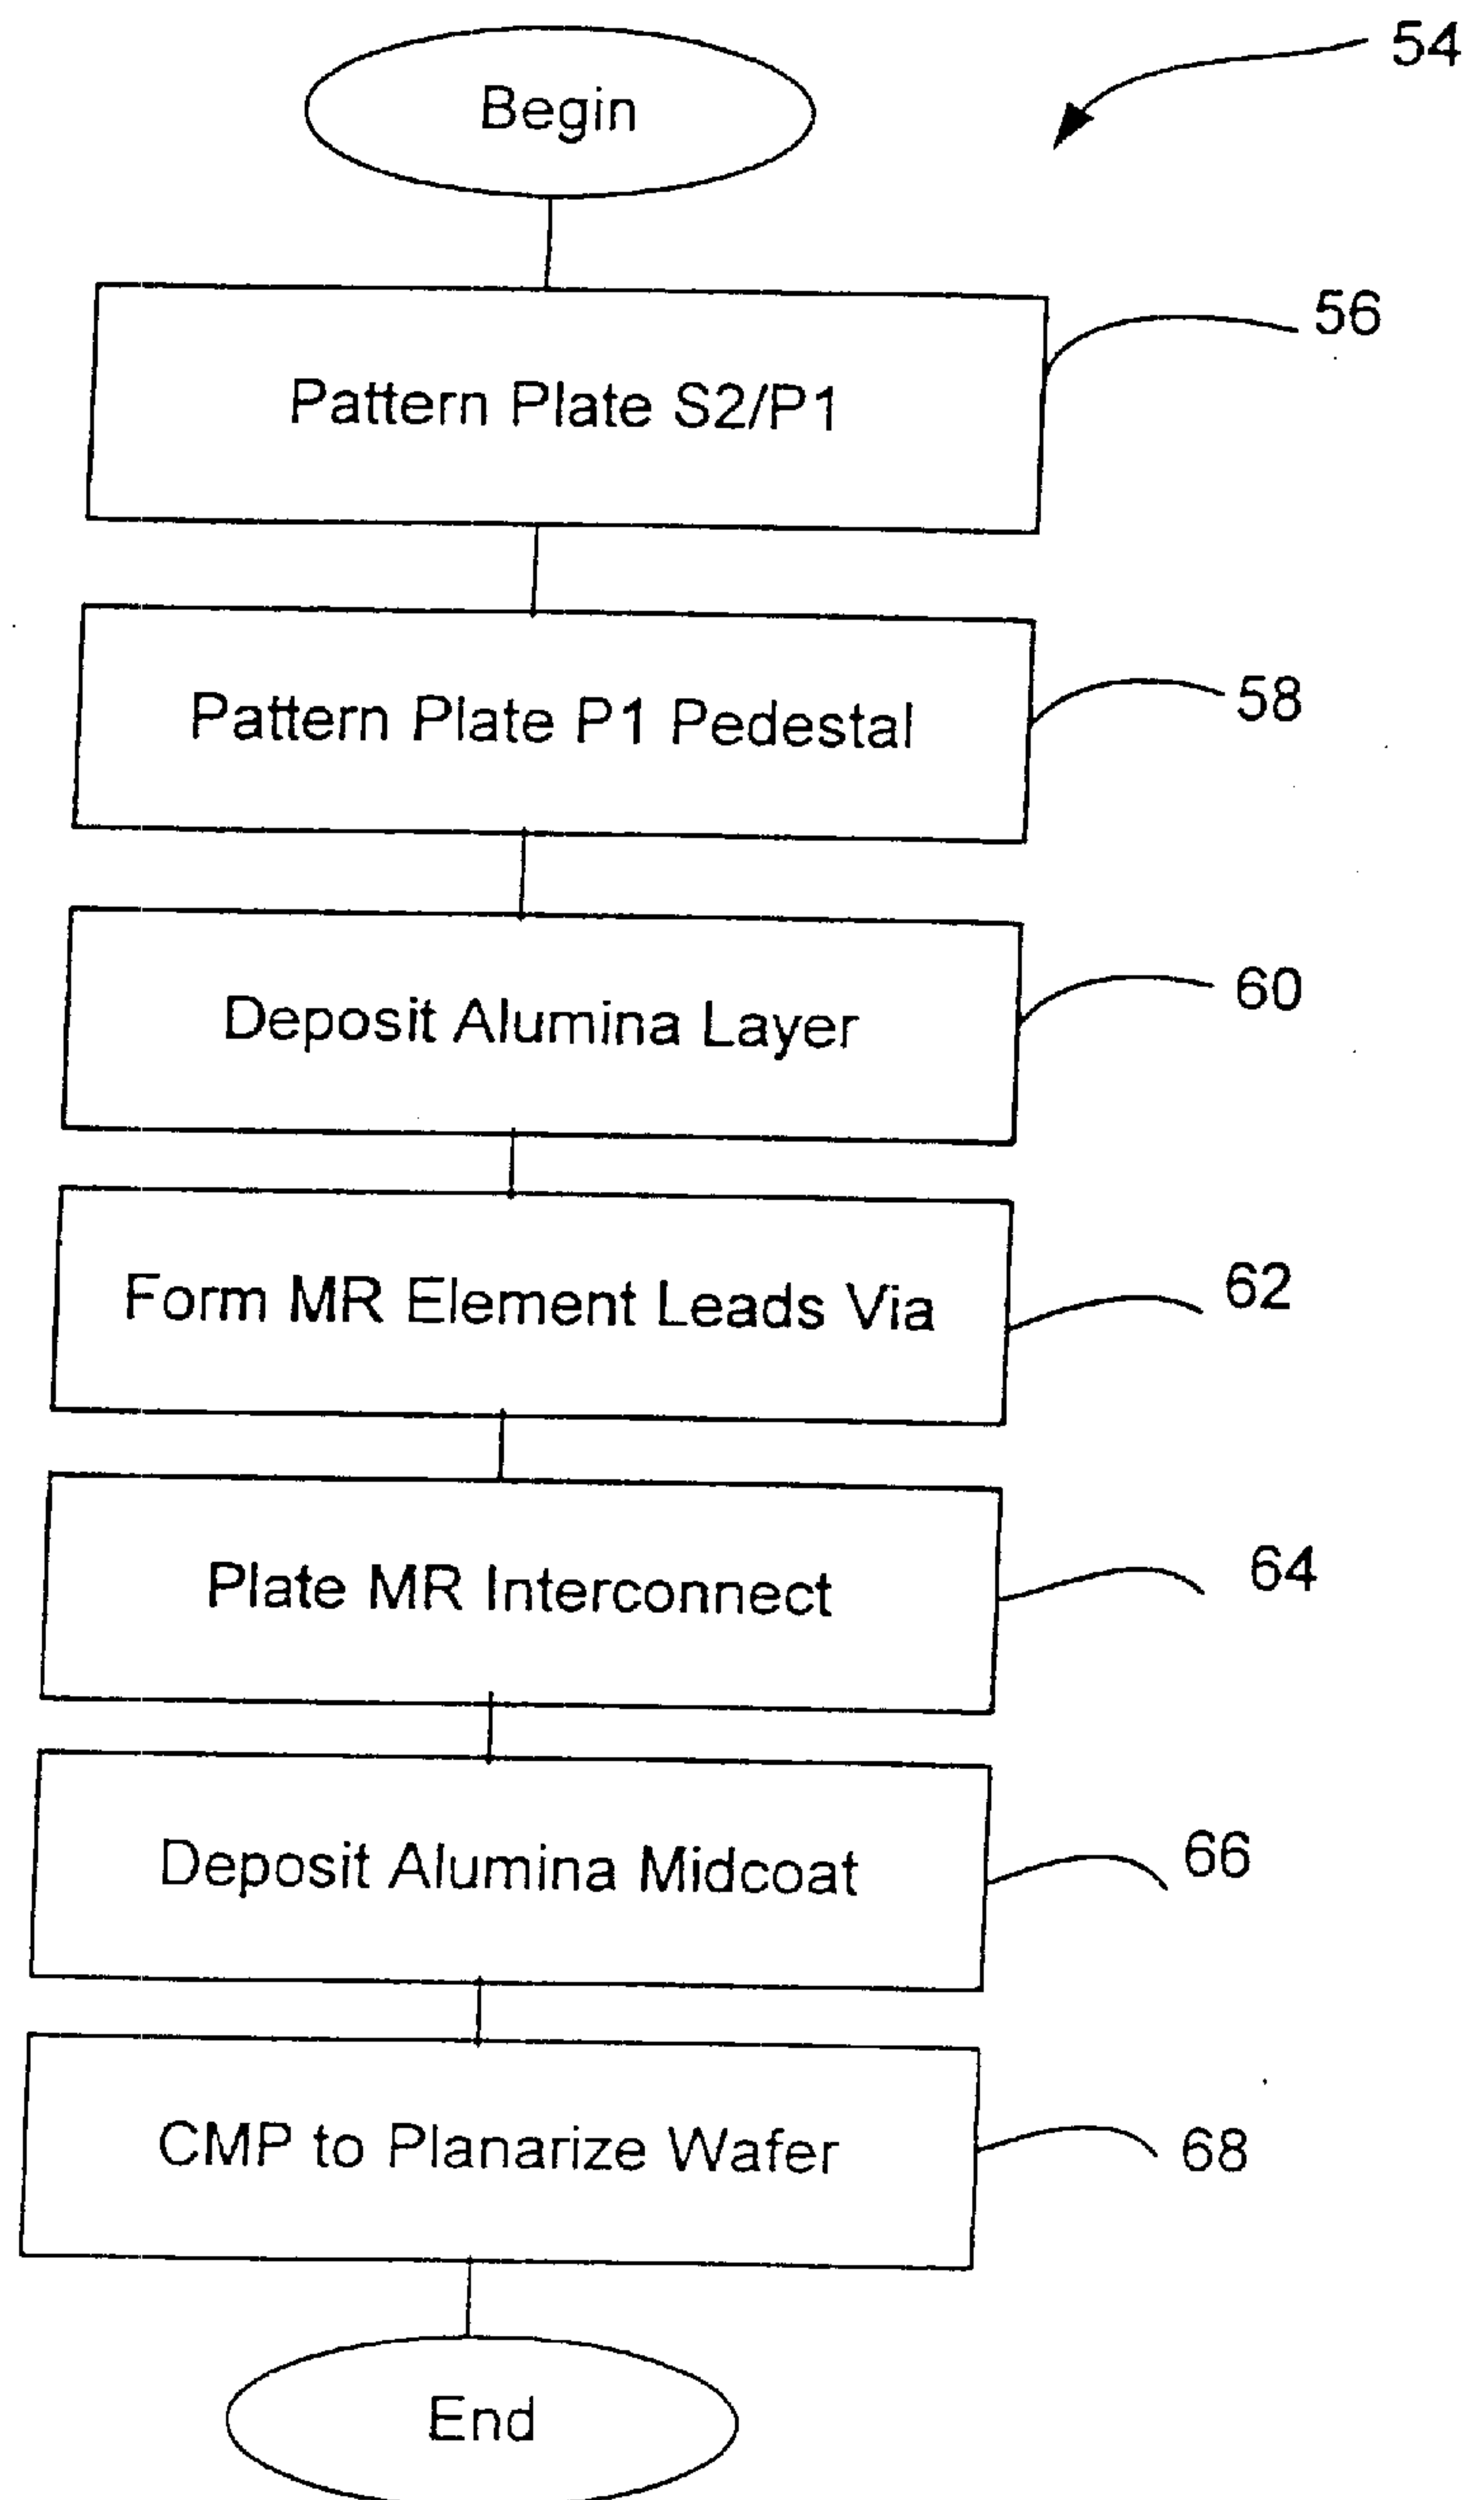 54
Begin
56
Pattern Plate S2/P1
58
Pattern Plate P1 Pedestal
60
Deposit Alumina Layer
62
Form MR Element Leads Via
64
Plate MR Interconnect
66
Deposit Alumina Midcoat
68
CMP to Planarize Wafer
End